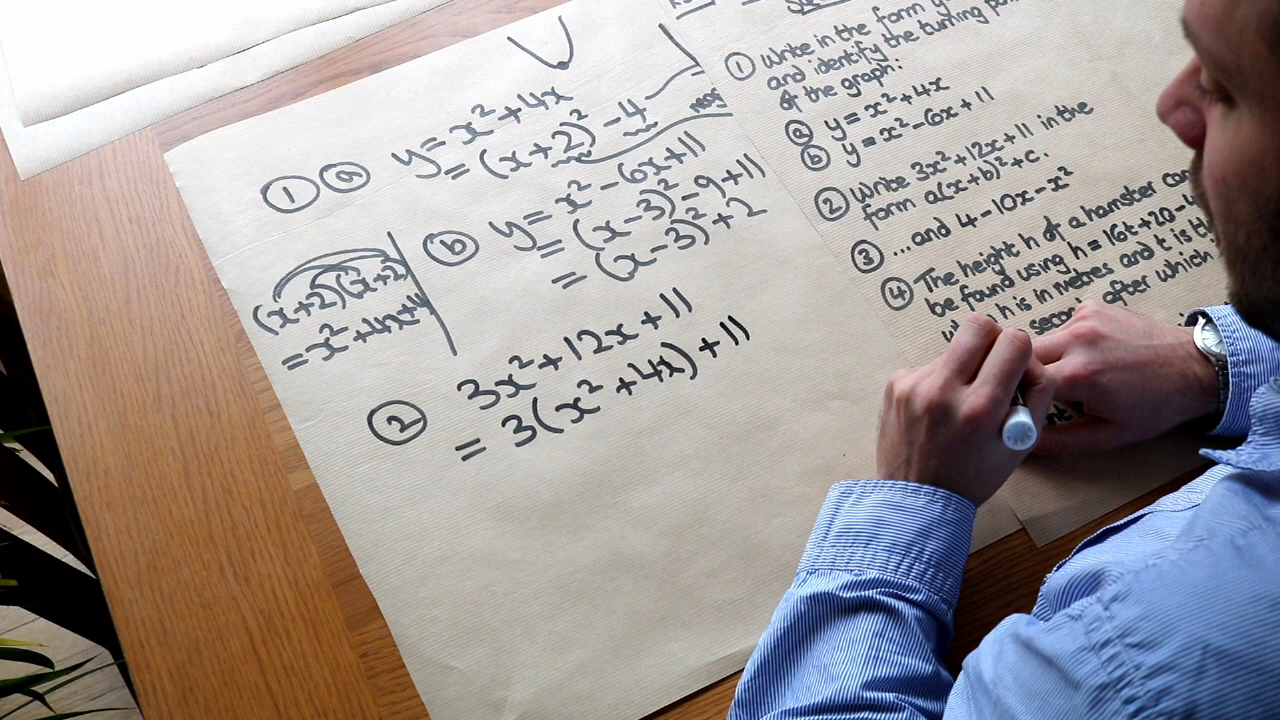 ① ⓐ y = x² + 4x
= (x+2)² - 4
ⓑ y = x² - 6x + 11
= (x-3)² - 9 + 11
= (x-3)² + 2
(x+2)(x+2)
= x² + 4x + 4
② 3x² + 12x + 11
= 3(x² + 4x) + 11
① Write in the form y
and identify the turning
of the graph:
ⓐ y = x² + 4x
ⓑ y = x² - 6x + 11
② Write 3x² + 12x + 11 in the
form a(x+b)² + c.
③ ...and 4 - 10x - x²
④ The height h of a hamster can
be found using h = 16t + 20 - 4
h is in metres and t is
after which